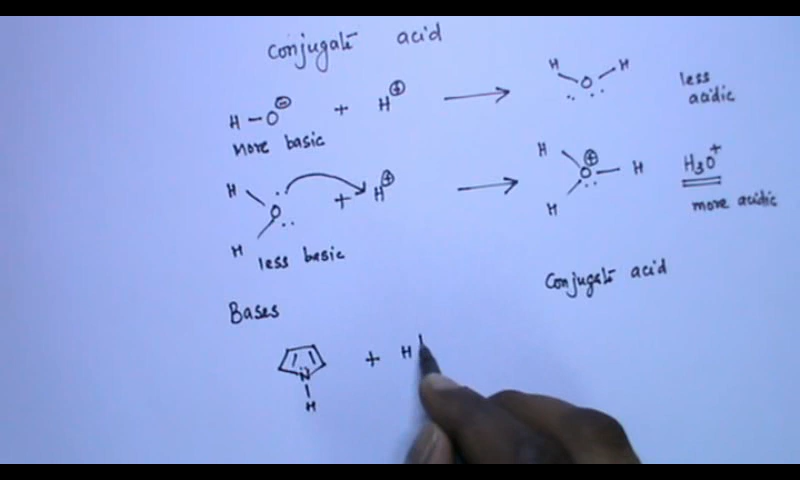 Conjugate acid
H – O⊖ + H⊕ → H O H less acidic
More basic
H O H + H⊕ → H O⊕ H H H₃O⁺
more acidic
less basic
Conjugate acid
Bases
N H + H